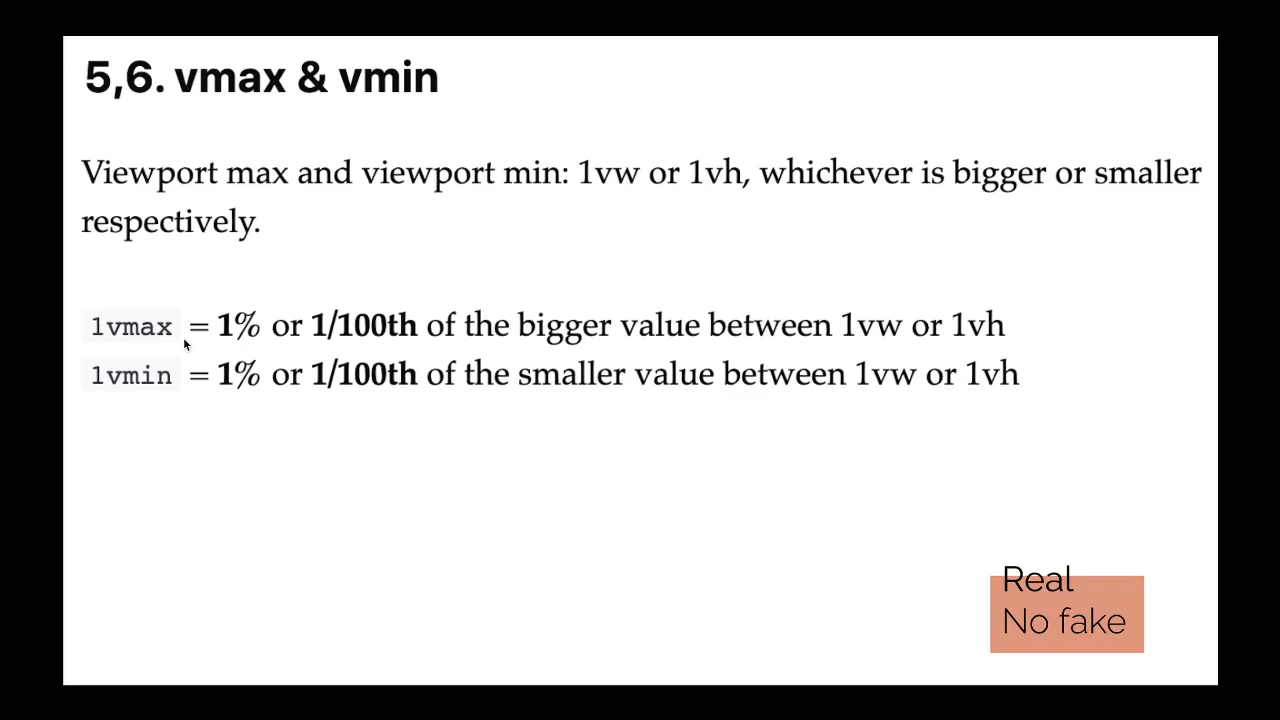 5,6. vmax & vmin
Viewport max and viewport min: 1vw or 1vh, whichever is bigger or smaller
respectively.
1vmax = 1% or 1/100th of the bigger value between 1vw or 1vh
1vmin = 1% or 1/100th of the smaller value between 1vw or 1vh
Real
No fake